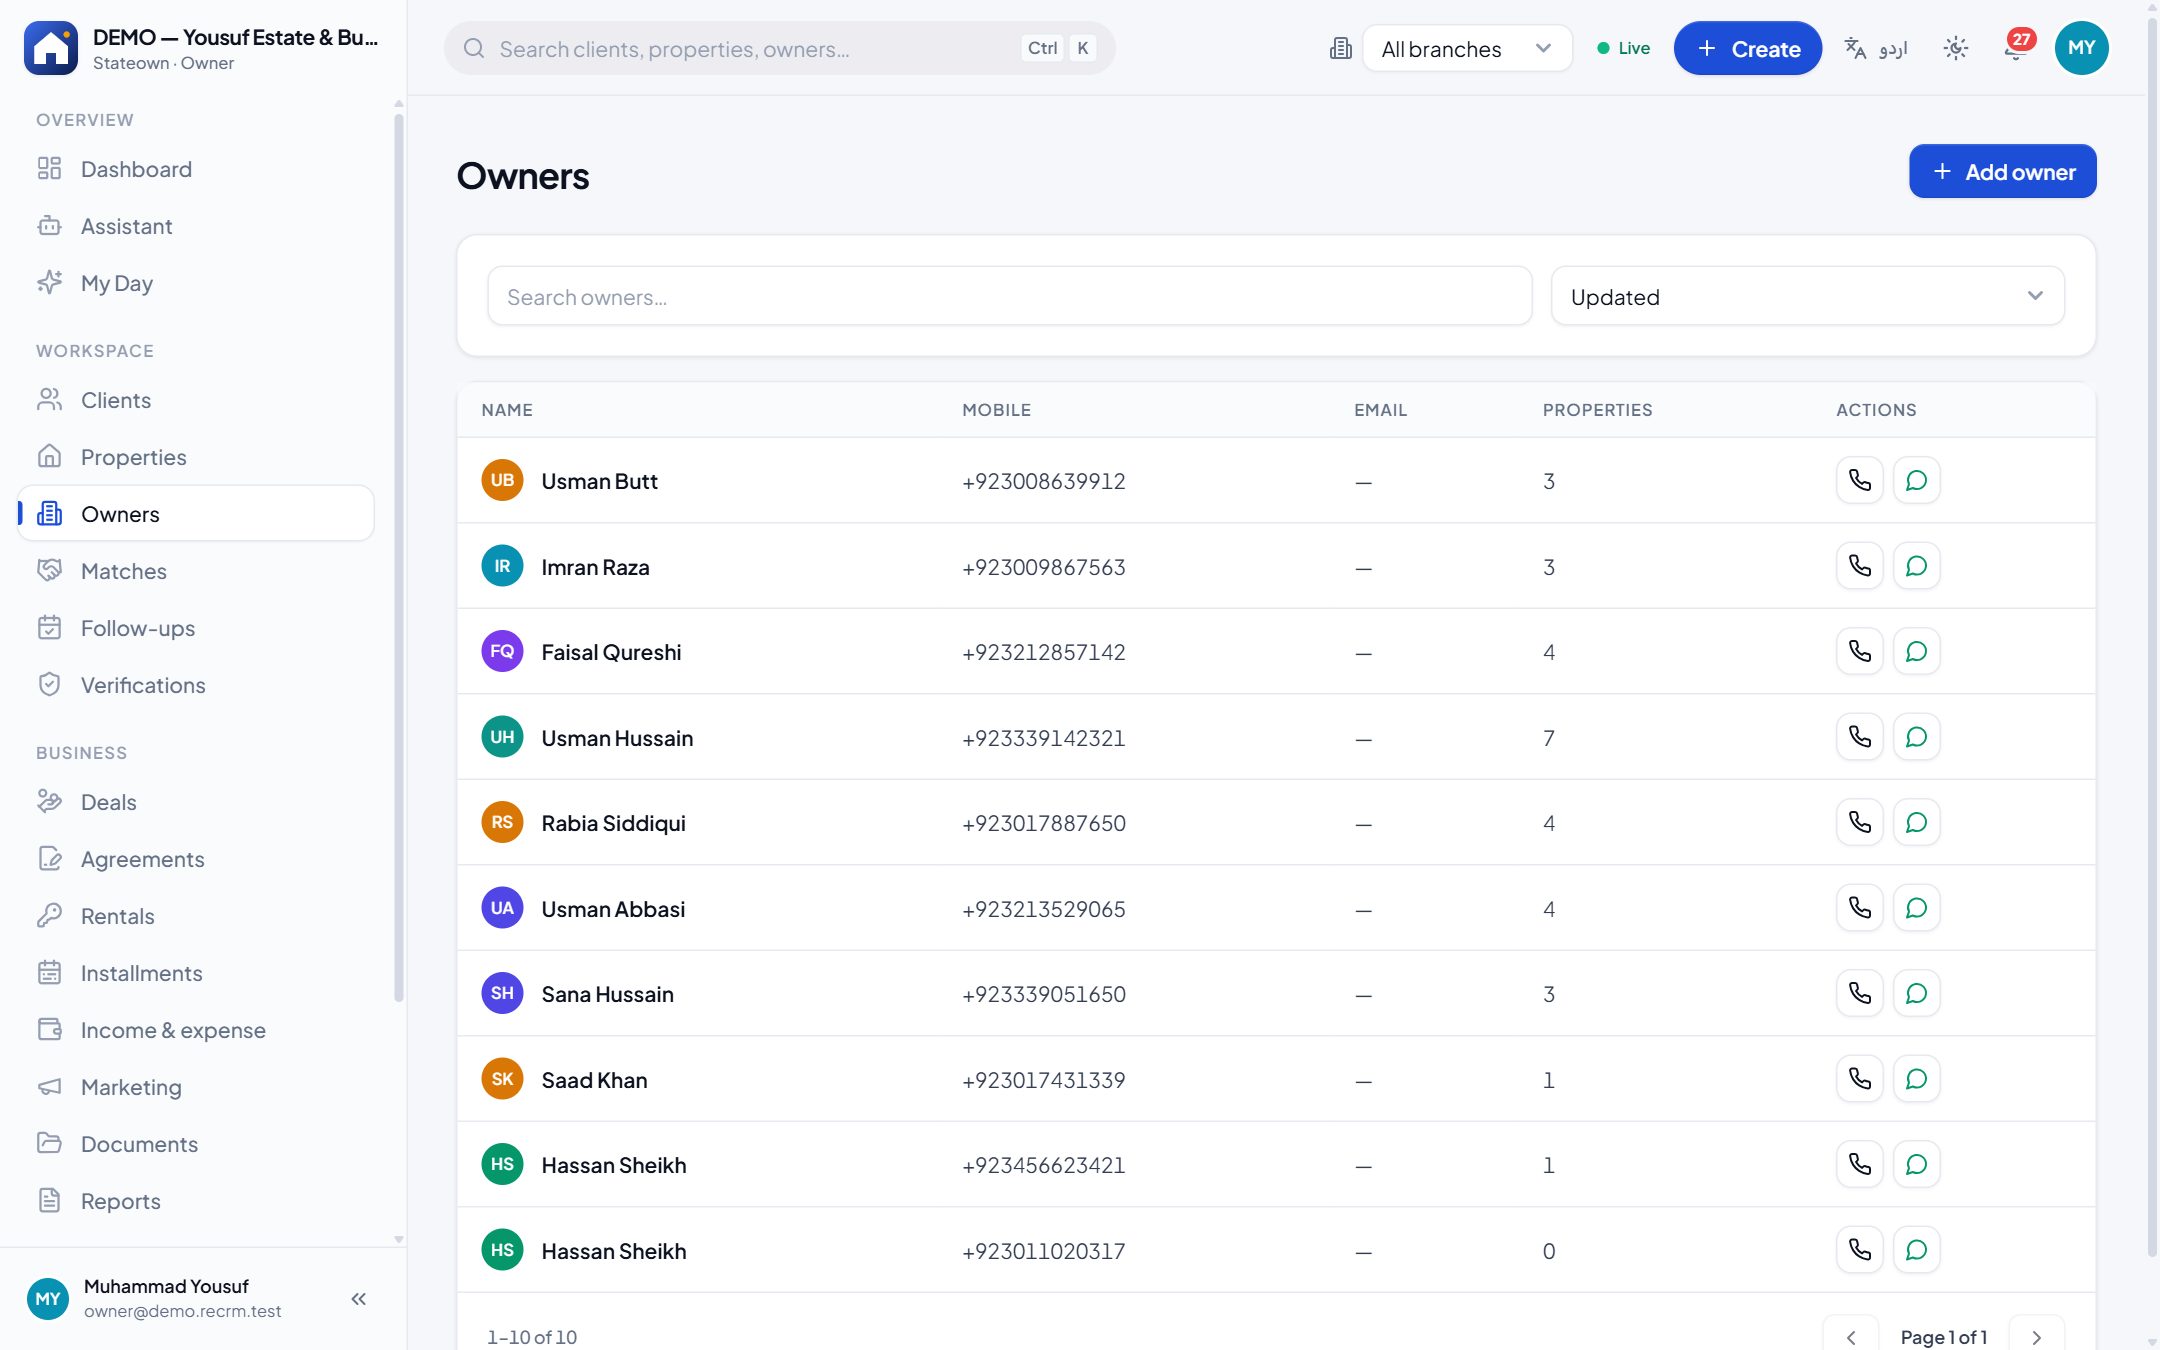 DEMO — Yousuf Estate & Bu...
Stateown · Owner
OVERVIEW
Dashboard
Assistant
My Day
WORKSPACE
Clients
Properties
Owners
Matches
Follow-ups
Verifications
BUSINESS
Deals
Agreements
Rentals
Installments
Income & expense
Marketing
Documents
Reports
MY
Muhammad Yousuf
owner@demo.recrm.test
Search clients, properties, owners... Ctrl K
All branches
Live
+ Create
اردو
27
MY
Owners
+ Add owner
Search owners...
Updated
NAME MOBILE EMAIL PROPERTIES ACTIONS
UB Usman Butt +923008639912 — 3
IR Imran Raza +923009867563 — 3
FQ Faisal Qureshi +923212857142 — 4
UH Usman Hussain +923339142321 — 7
RS Rabia Siddiqui +923017887650 — 4
UA Usman Abbasi +923213529065 — 4
SH Sana Hussain +923339051650 — 3
SK Saad Khan +923017431339 — 1
HS Hassan Sheikh +923456623421 — 1
HS Hassan Sheikh +923011020317 — 0
1–10 of 10
Page 1 of 1